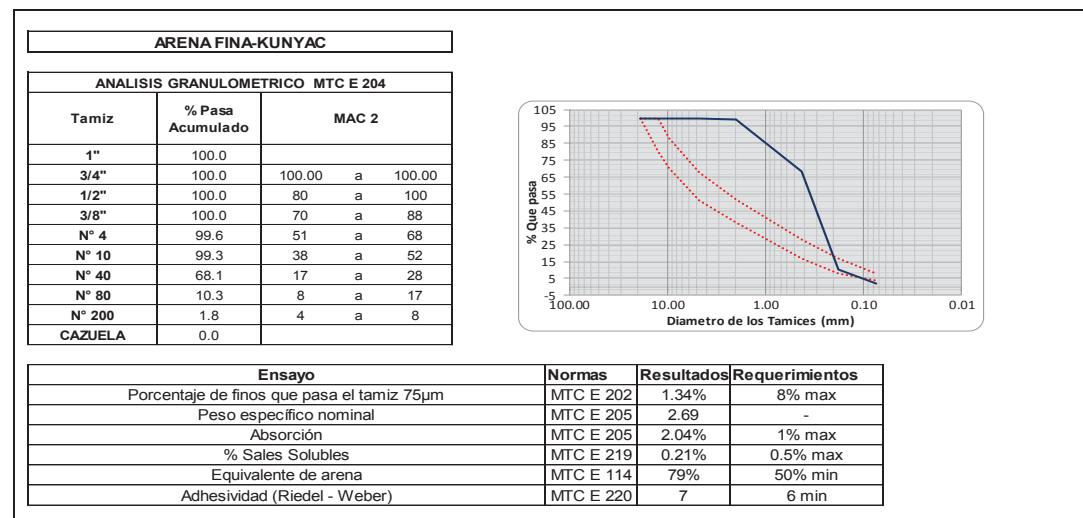 ARENA FINA-KUNYAC
ANALISIS GRANULOMETRICO MTC E 204
Tamiz % Pasa Acumulado MAC 2
1" 100.0
3/4" 100.0 100.00 a 100.00
1/2" 100.0 80 a 100
3/8" 100.0 70 a 88
N° 4 99.6 51 a 68
N° 10 99.3 38 a 52
N° 40 68.1 17 a 28
N° 80 10.3 8 a 17
N° 200 1.8 4 a 8
CAZUELA 0.0
% Que pasa
105
95
85
75
65
55
45
35
25
15
5
-5
100.00 10.00 1.00 0.10 0.01
Diametro de los Tamices (mm)
Ensayo Normas Resultados Requerimientos
Porcentaje de finos que pasa el tamiz 75µm MTC E 202 1.34% 8% max
Peso específico nominal MTC E 205 2.69 -
Absorción MTC E 205 2.04% 1% max
% Sales Solubles MTC E 219 0.21% 0.5% max
Equivalente de arena MTC E 114 79% 50% min
Adhesividad (Riedel - Weber) MTC E 220 7 6 min